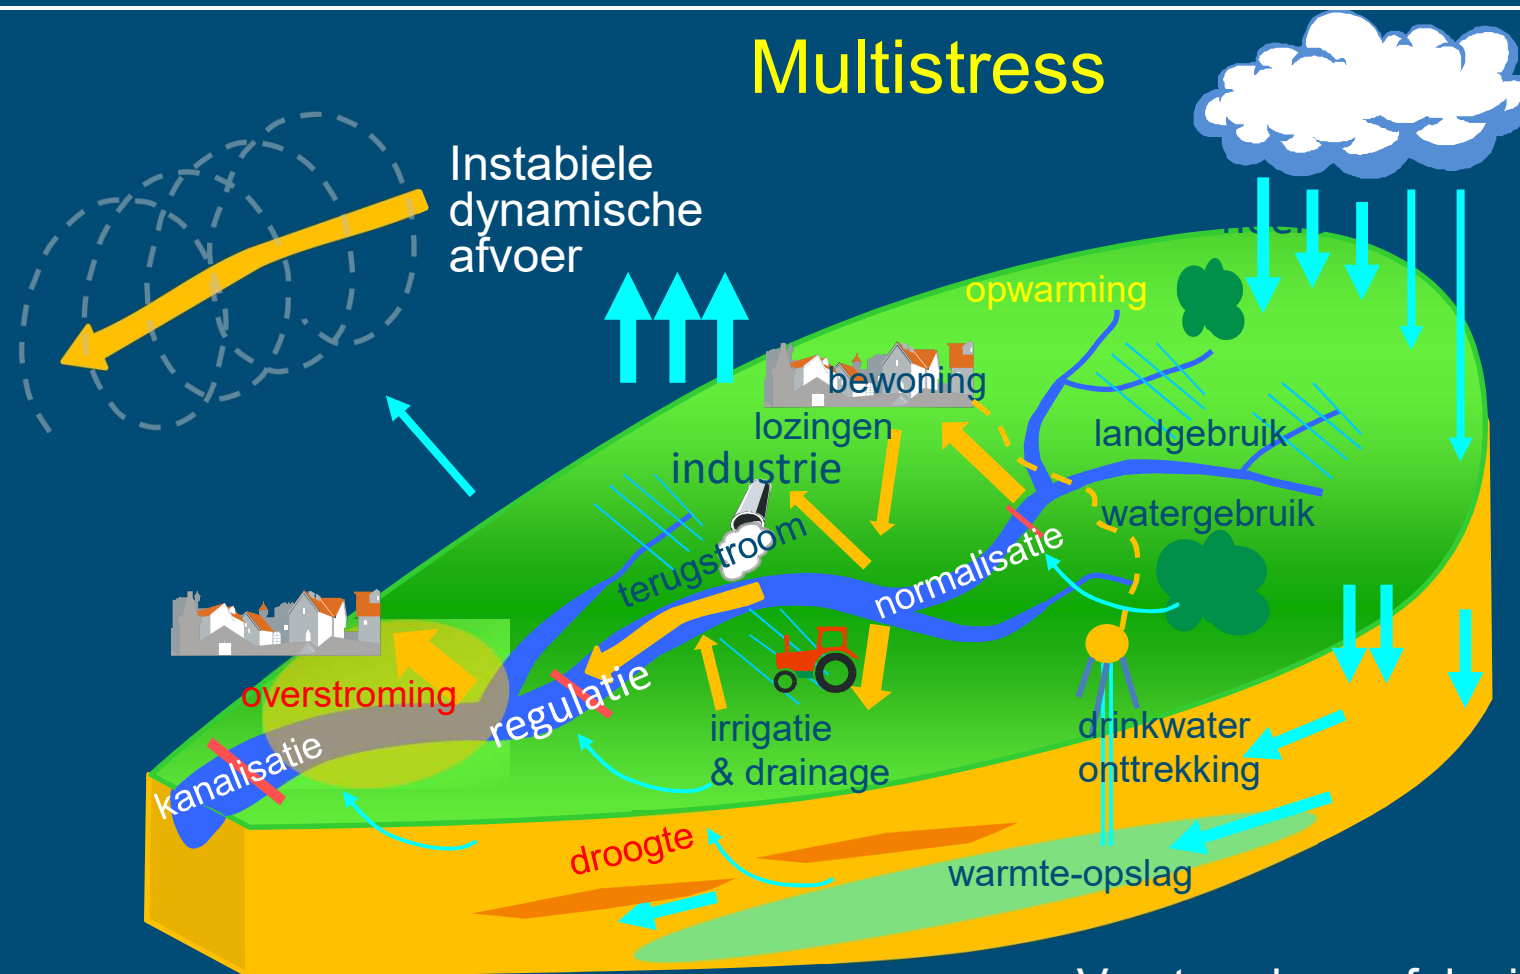 Multistress
Instabiele
dynamische
afvoer
opwarming
bewoning
lozingen
landgebruik
industrie
watergebruik
terugstroom
normalisatie
overstroming
regulatie
irrigatie
& drainage
drinkwater
onttrekking
kanalisatie
droogte
warmte-opslag